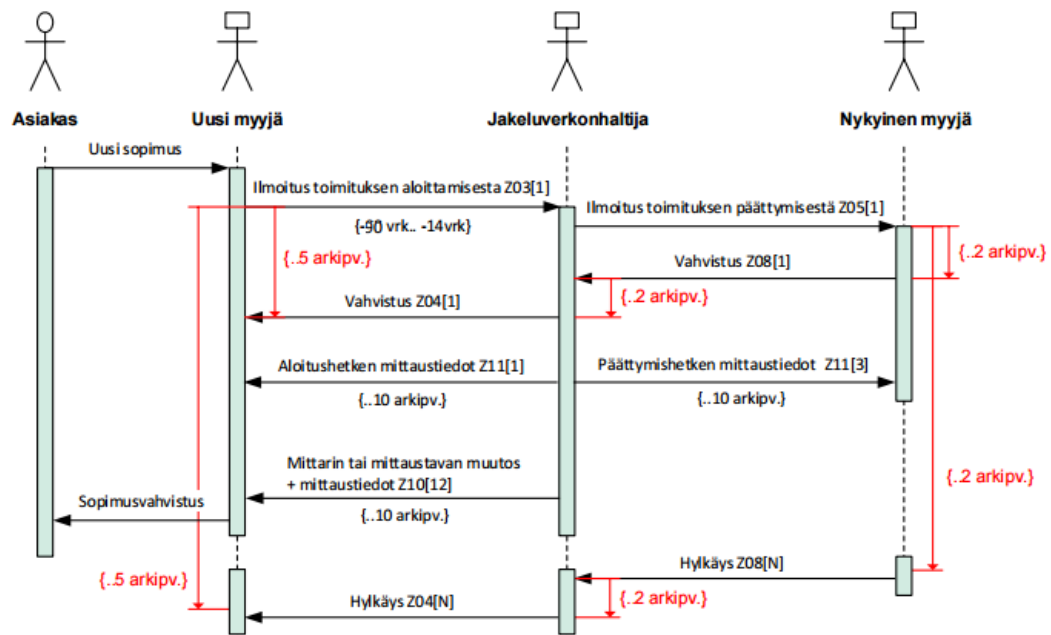 Asiakas
Uusi myyjä
Jakeluverkonhaltija
Nykyinen myyjä
Uusi sopimus
Ilmoitus toimituksen aloittamisesta Z03[1]
{-90 vrk.. -14vrk}
Ilmoitus toimituksen päättymisestä Z05[1]
{..5 arkipv.}
{..2 arkipv.}
Vahvistus Z08[1]
{..2 arkipv.}
Vahvistus Z04[1]
Aloitushetken mittaustiedot Z11[1]
{..10 arkipv.}
Päättymishetken mittaustiedot Z11[3]
{..10 arkipv.}
Mittarin tai mittaustavan muutos
+ mittaustiedot Z10[12]
{..10 arkipv.}
{..2 arkipv.}
Sopimusvahvistus
Hylkäys Z08[N]
{..5 arkipv.}
Hylkäys Z04[N]
{..2 arkipv.}